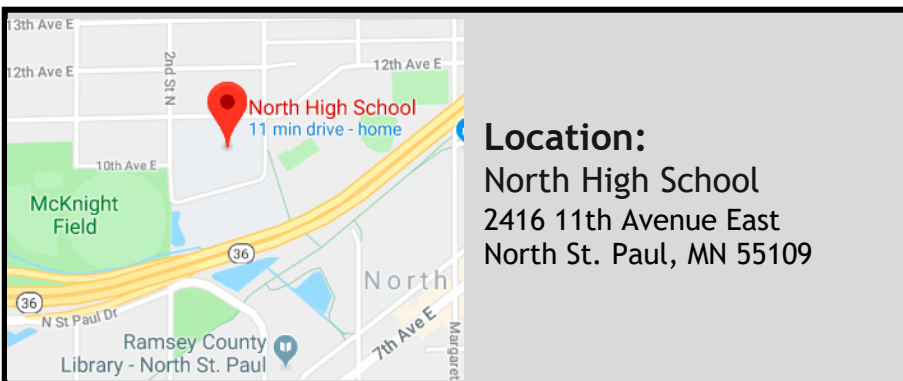 13th Ave E
12th Ave E
2nd St N
12th Ave E
North High School
11 min drive - home
10th Ave E
McKnight
Field
36
36
N St Paul Dr
North
7th Ave E
Margaret
Ramsey County
Library - North St. Paul
Location:
North High School
2416 11th Avenue East
North St. Paul, MN 55109